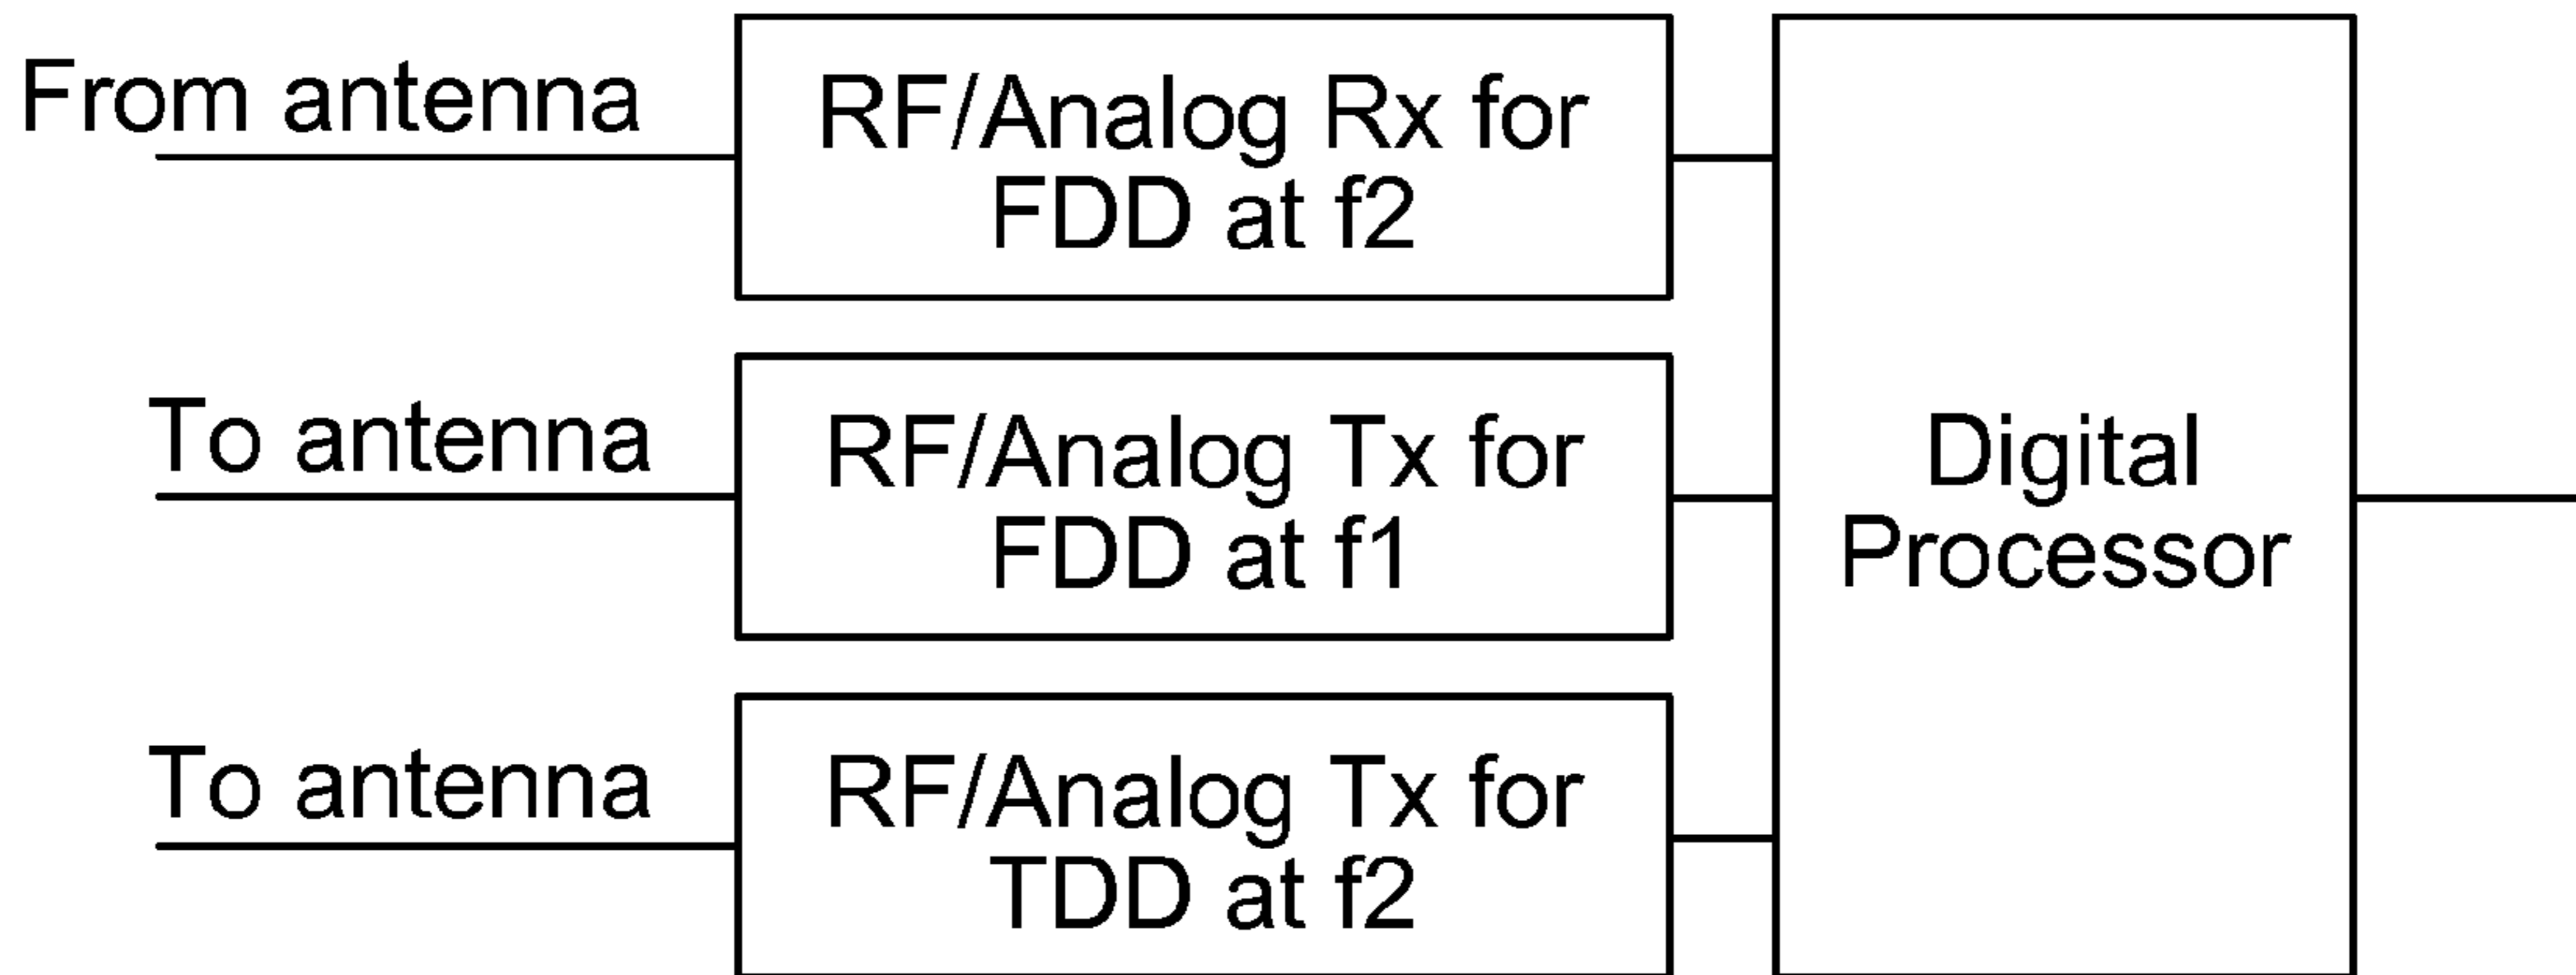 From antenna
RF/Analog Rx for
FDD at f2
To antenna
RF/Analog Tx for
FDD at f1
To antenna
RF/Analog Tx for
TDD at f2
Digital
Processor